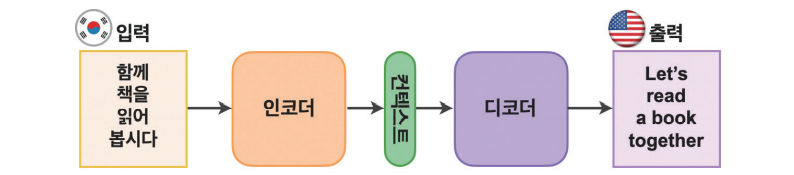 입력
함께
책을
읽어
봅시다
인코더
컨텍스트
디코더
출력
Let's
read
a book
together